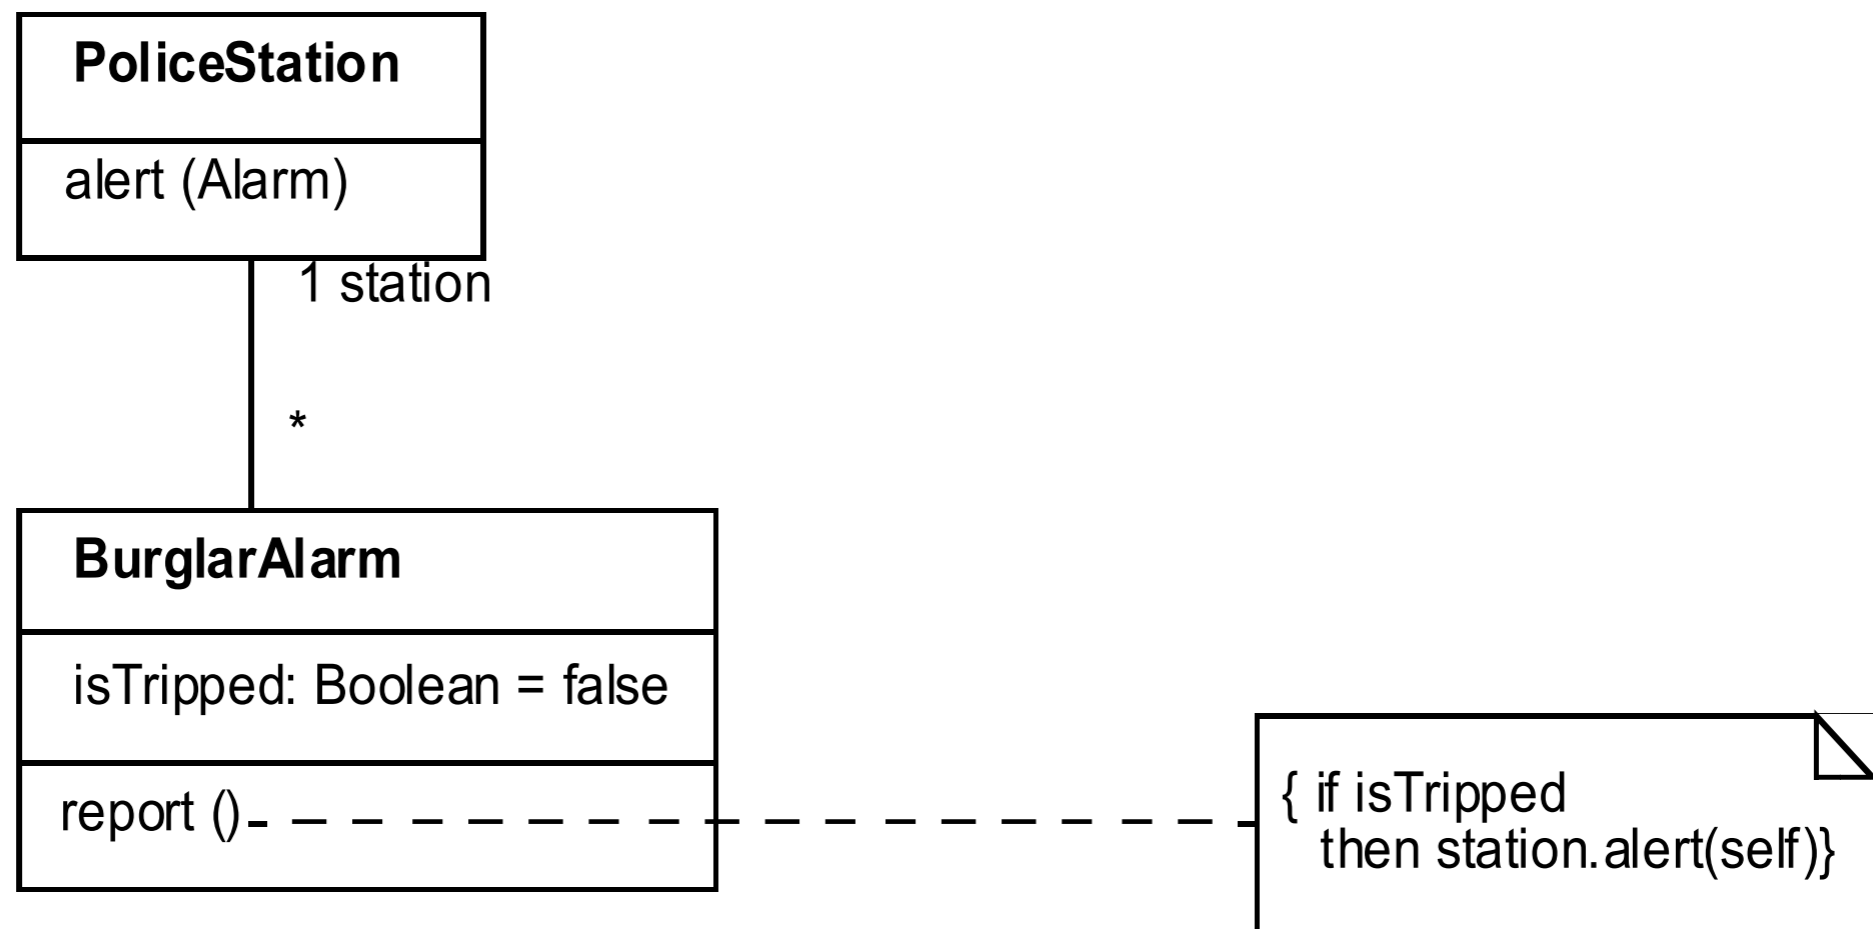 PoliceStation
alert (Alarm)
1 station
*
BurglarAlarm
isTripped: Boolean = false
report ()
{ if isTripped
then station.alert(self)}